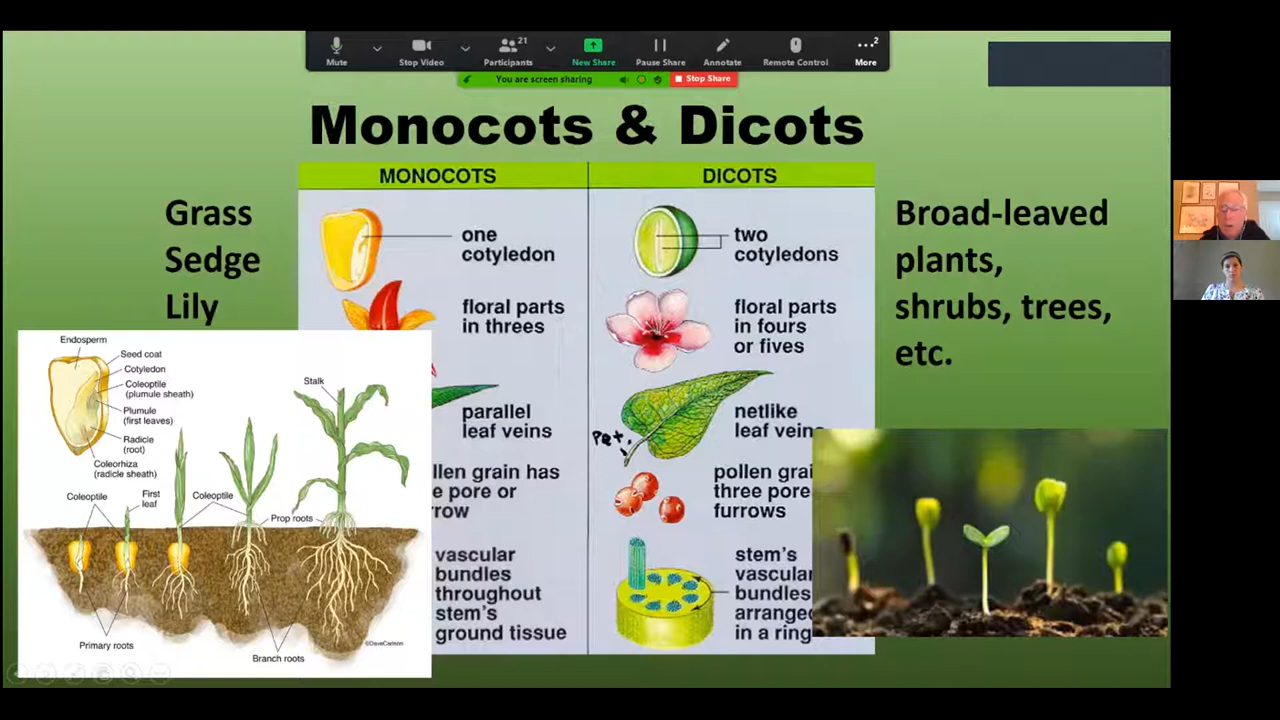 21
2
Mute
Stop Video
Participants
New Share
Pause Share
Annotate
Remote Control
More
You are screen sharing
Stop Share
Monocots & Dicots
MONOCOTS
DICOTS
Grass
Sedge
Lily
one
cotyledon
two
cotyledons
floral parts
in threes
floral parts
in fours
or fives
parallel
leaf veins
netlike
leaf veins
Pet.
llen grain has
e pore or
rrow
pollen grai
three pore
furrows
vascular
bundles
throughout
stem's
ground tissue
stem's
vascular
bundles
arranged
in a ring
Broad-leaved
plants,
shrubs, trees,
etc.
Endosperm
Seed coat
Cotyledon
Coleoptile
(plumule sheath)
Plumule
(first leaves)
Radicle
(root)
Coleorhiza
(radicle sheath)
Stalk
Coleoptile
First
leaf
Coleoptile
Prop roots
Primary roots
Branch roots
©DaveCarlson